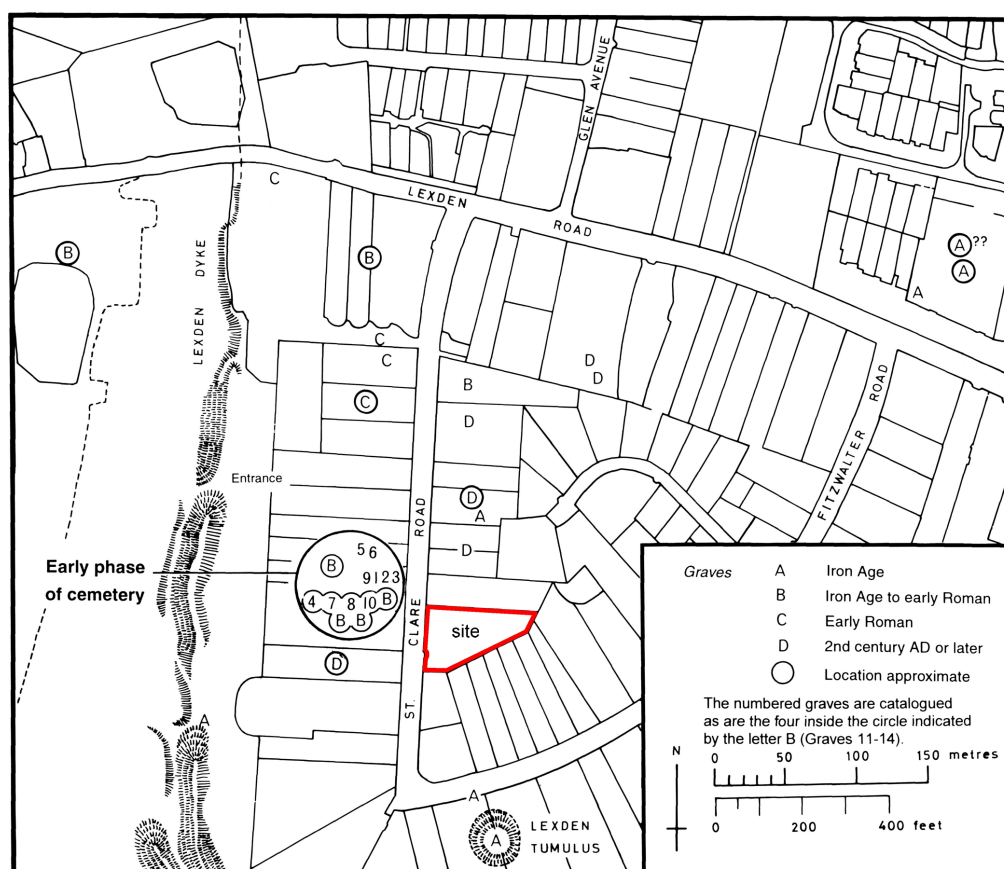 GLEN AVENUE
LEXDEN ROAD
C
B
B
LEXDEN DYKE
A ??
A
A
C
C
D
D
B
C
D
FITZWALTER ROAD
Entrance
D
A
ST. CLARE ROAD
D
Early phase
of cemetery
5 6
B
9 1 2 3
4 7 8 10 B
B B
site
D
A
A
A
LEXDEN
TUMULUS
Graves A Iron Age
B Iron Age to early Roman
C Early Roman
D 2nd century AD or later
Location approximate
The numbered graves are catalogued
as are the four inside the circle indicated
by the letter B (Graves 11-14).
N
0 50 100 150 metres
0 200 400 feet